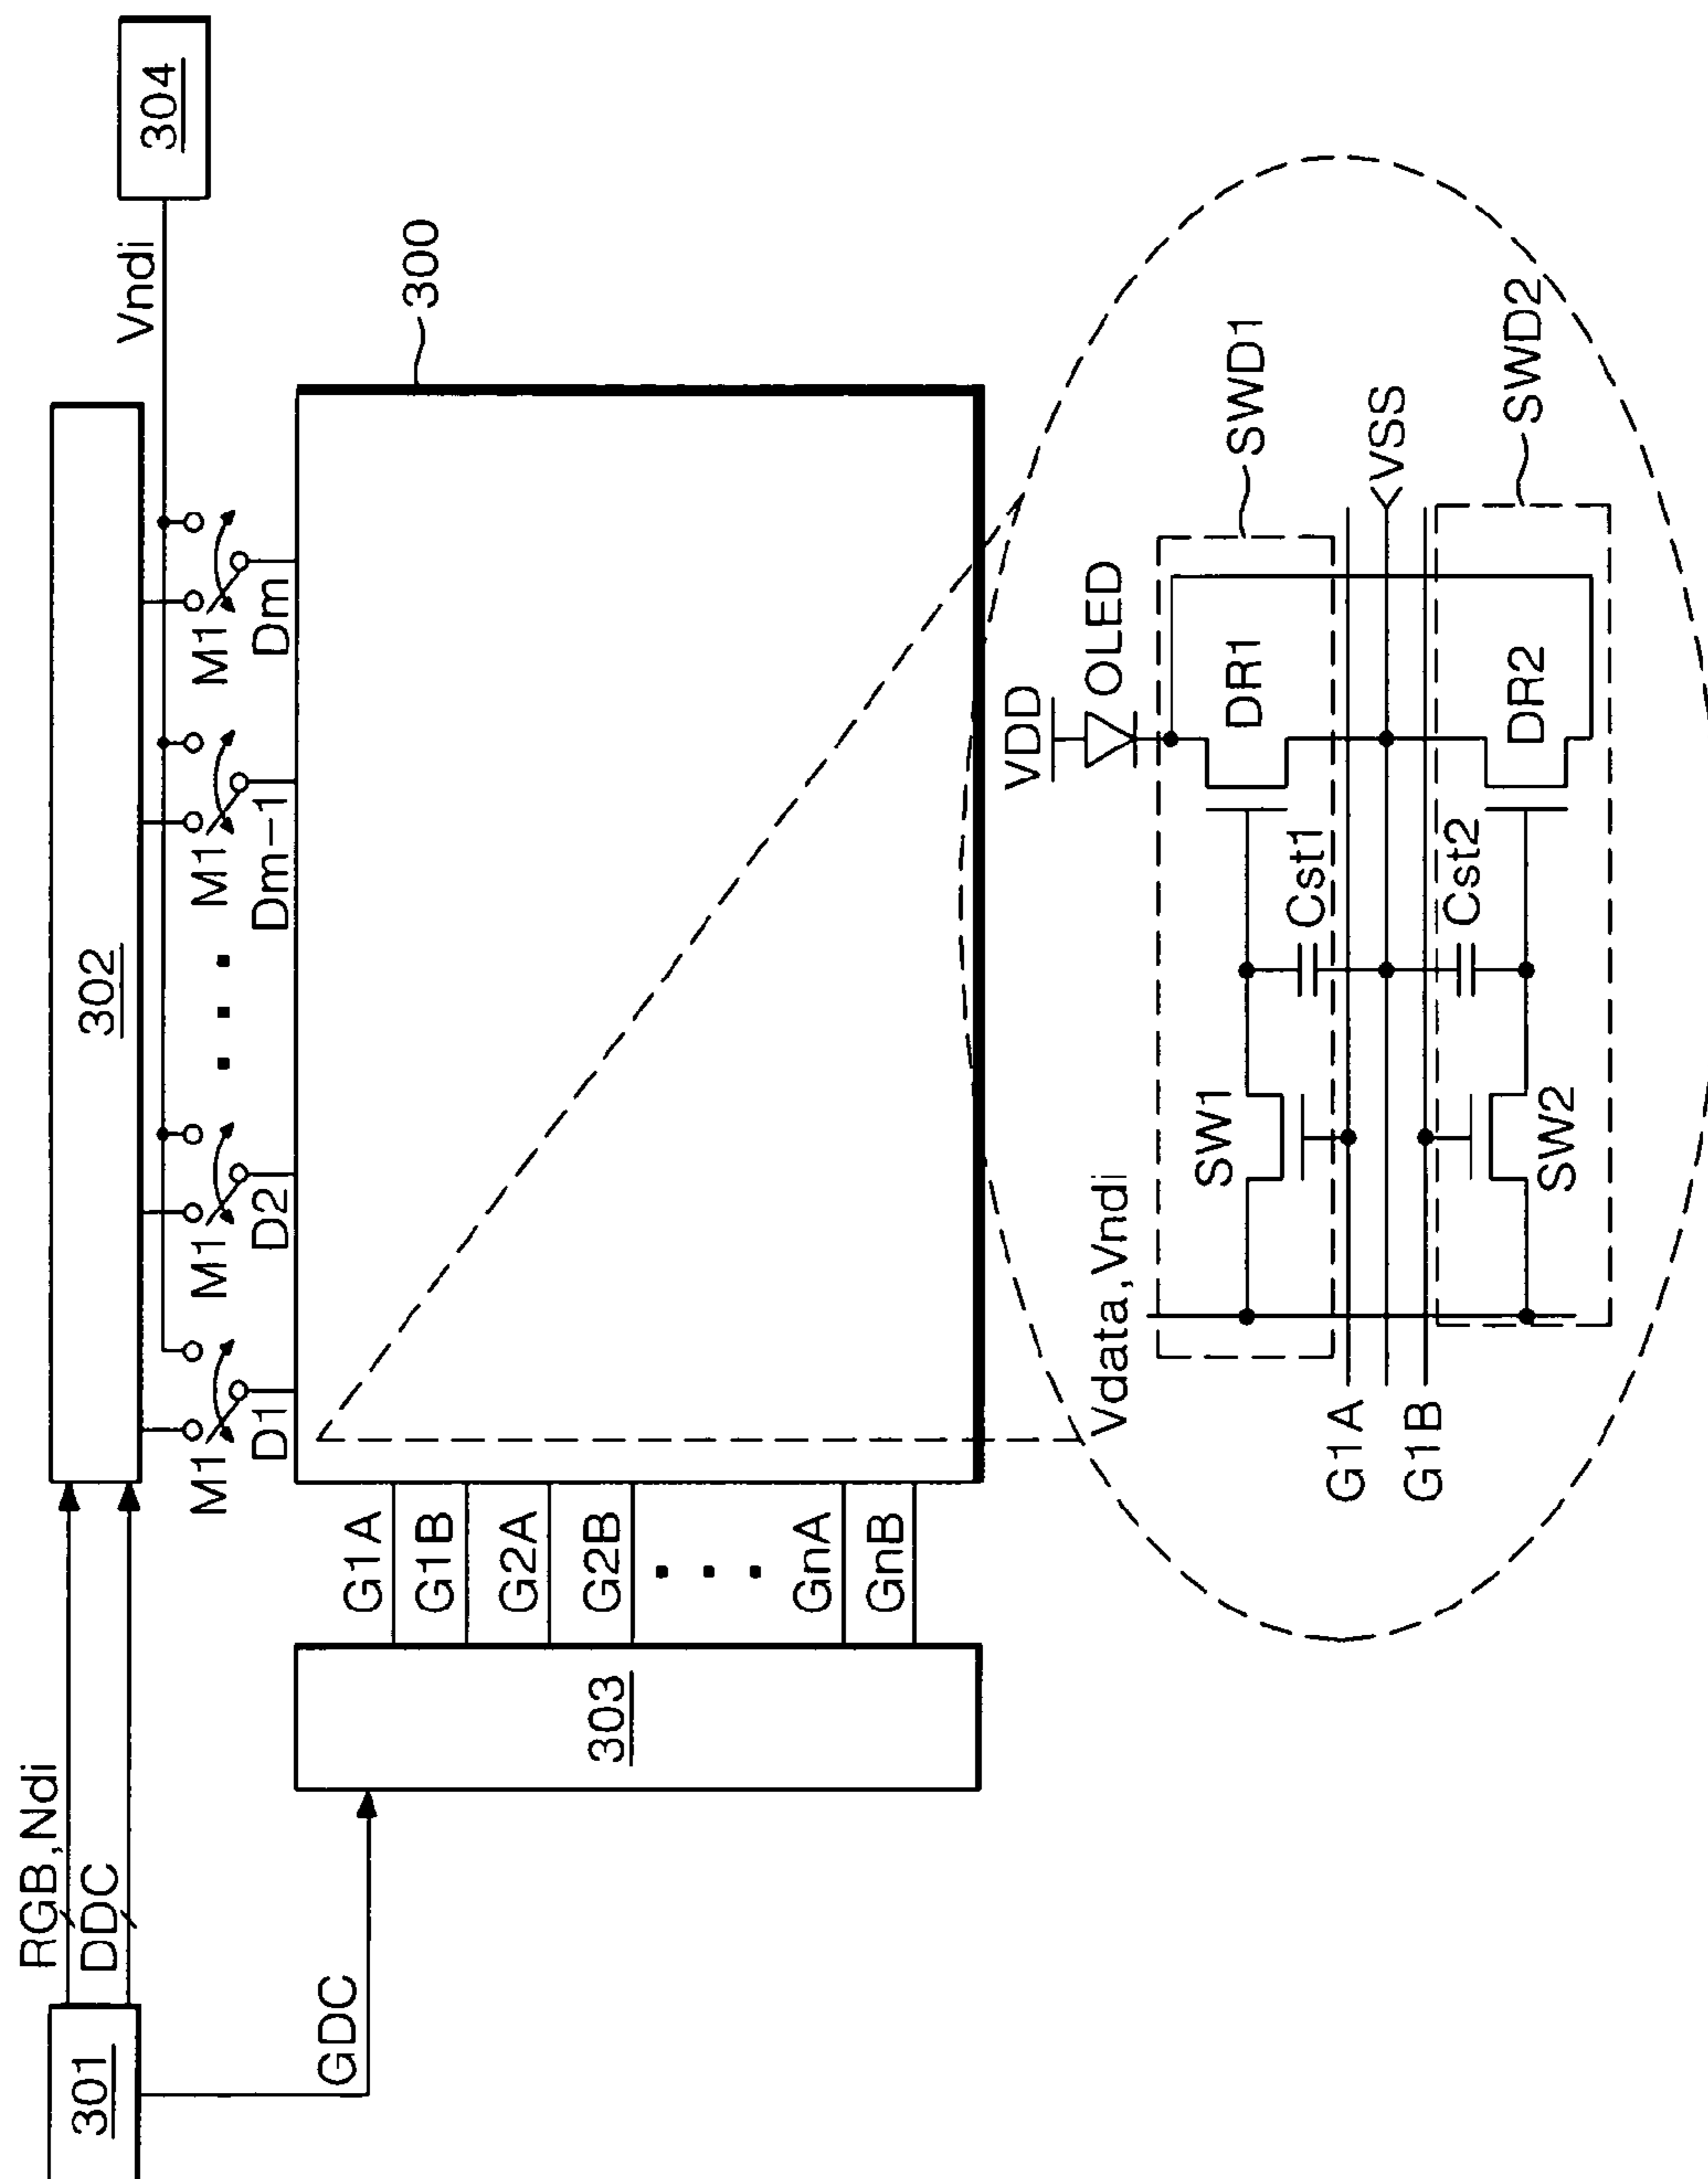 301
RGB,Ndi
DDC
GDC
302
304
Vndi
M1
M1
M1
M1
D1
D2
Dm-1
Dm
300
303
G1A
G1B
G2A
G2B
GnA
GnB
VDD
OLED
Vdata,Vndi
SWD1
SW1
DR1
Cst1
G1A
VSS
G1B
Cst2
SW2
DR2
SWD2